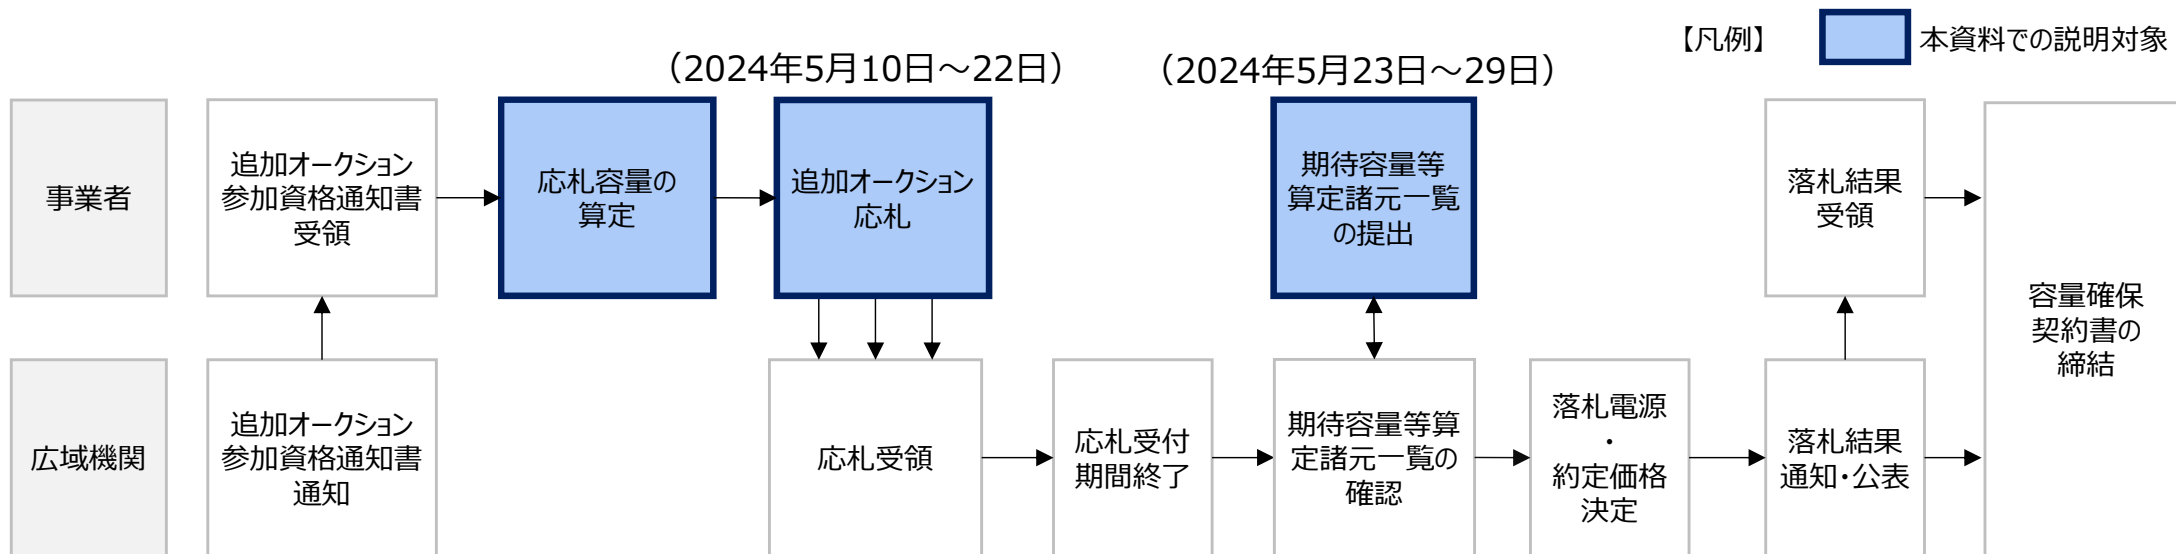 【凡例】
本資料での説明対象
（2024年5月10日～22日）
（2024年5月23日～29日）
事業者
追加オークション
参加資格通知書
受領
応札容量の
算定
追加オークション
応札
期待容量等
算定諸元一覧
の提出
落札結果
受領
容量確保
契約書の
締結
広域機関
追加オークション
参加資格通知書
通知
応札受領
応札受付
期間終了
期待容量等算
定諸元一覧の
確認
落札電源
・
約定価格
決定
落札結果
通知・公表